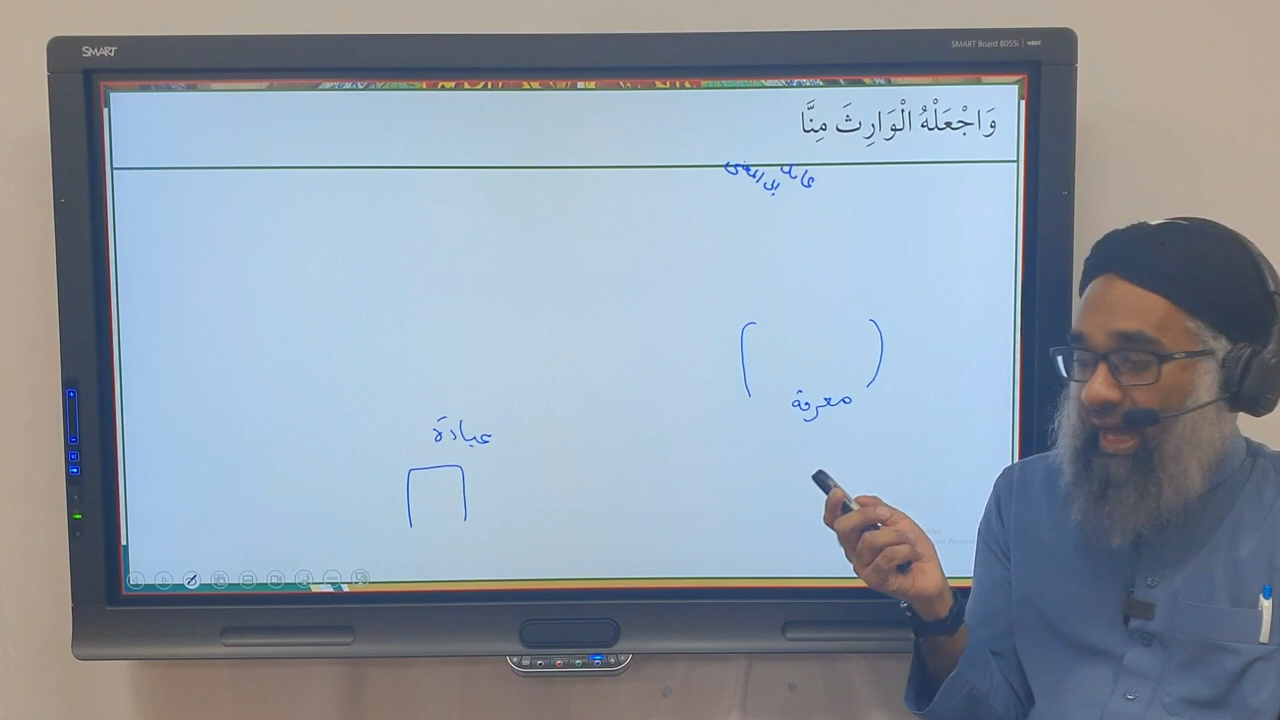 SMART
SMART Board 8055i
وَاجْعَلْهُ الْوَارِثَ مِنَّا
معرفة
عبادة